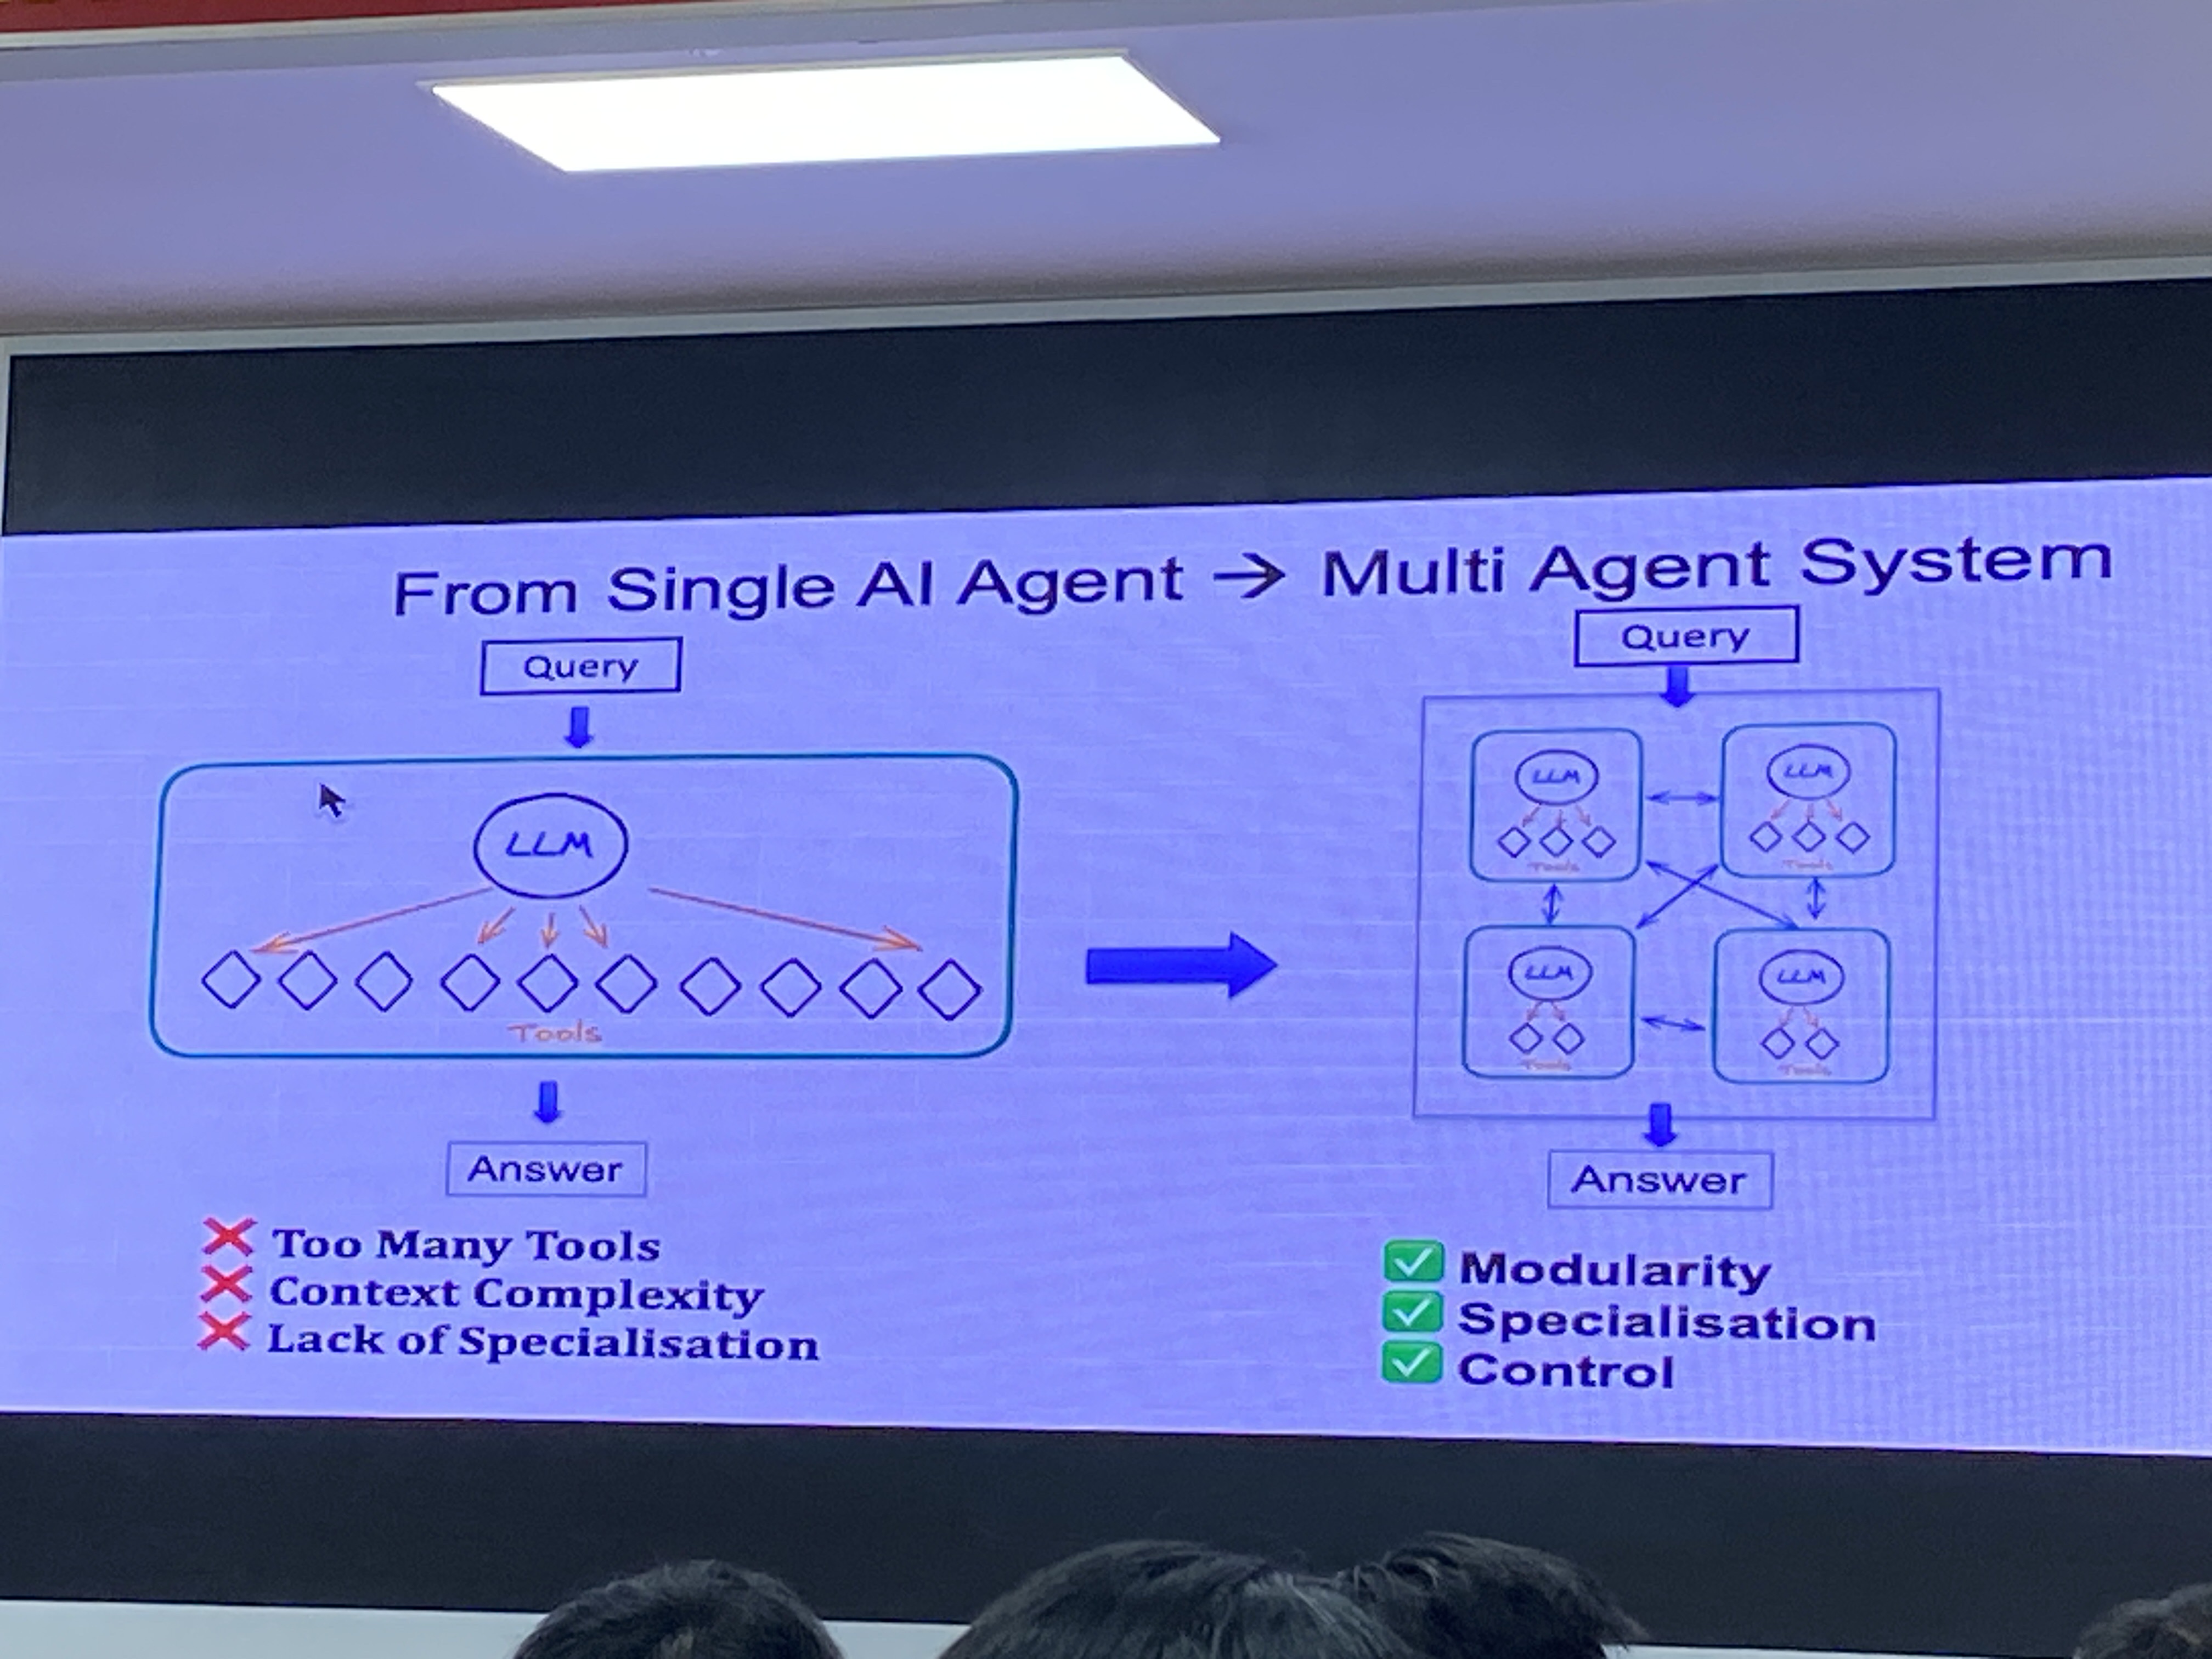 From Single AI Agent → Multi Agent System
Query
LLM
Tools
Answer
❌ Too Many Tools
❌ Context Complexity
❌ Lack of Specialisation
Query
LLM
Tools
LLM
Tools
LLM
Tools
LLM
Tools
Answer
✅ Modularity
✅ Specialisation
✅ Control